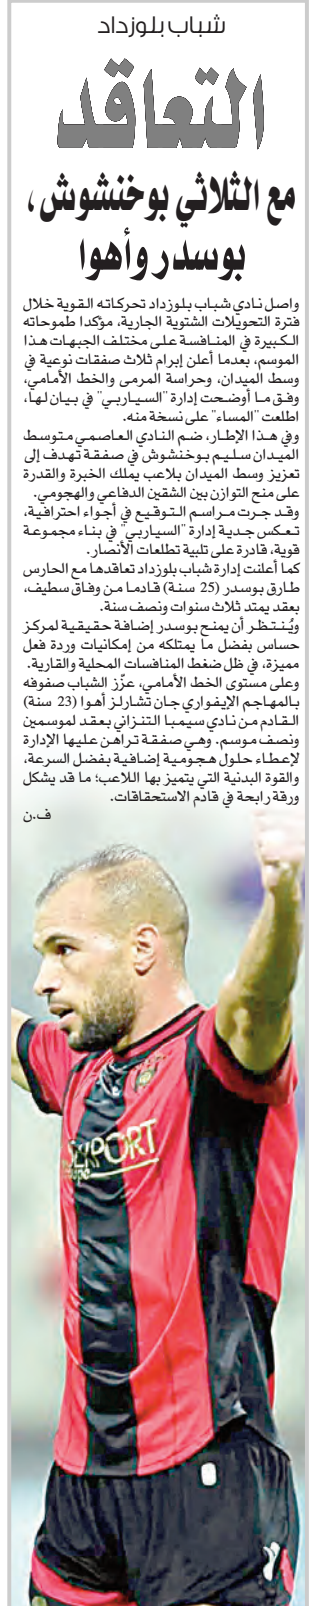 شباب بلوزداد
التعاقد
مع الثلاثي بوخنشوش،
بوسدر وأهوا
واصل نادي شباب بلوزداد تحركاته القوية خلال
فترة التحويلات الشتوية الجارية، مؤكدا طموحاته
الكبيرة في المنافسة على مختلف الجبهات هذا
الموسم، بعدما أعلن إبرام ثلاث صفقات نوعية في
وسط الميدان، وحراسة المرمى والخط الأمامي،
وفق ما أوضحت إدارة "السياربي" في بيان لها،
اطلعت "المساء" على نسخة منه.
وفي هذا الإطار، ضم النادي العاصمي متوسط
الميدان سليم بوخنشوش في صفقة تهدف إلى
تعزيز وسط الميدان بلاعب يملك الخبرة والقدرة
على منح التوازن بين الشقين الدفاعي والهجومي.
وقد جرت مراسم التوقيع في أجواء احترافية،
تعكس جدية إدارة "السياربي" في بناء مجموعة
قوية، قادرة على تلبية تطلعات الأنصار.
كما أعلنت إدارة شباب بلوزداد تعاقدها مع الحارس
طارق بوسدر (25 سنة) قادما من وفاق سطيف،
بعقد يمتد ثلاث سنوات ونصف سنة.
ويُنتظر أن يمنح بوسدر إضافة حقيقية لمركز
حساس بفضل ما يمتلكه من إمكانيات وردة فعل
مميزة، في ظل ضغط المنافسات المحلية والقارية.
وعلى مستوى الخط الأمامي، عزّز الشباب صفوفه
بالمهاجم الإيفواري جان تشارلز أهوا (23 سنة)
القادم من نادي سيمبا التنزاني بعقد لموسمين
ونصف موسم. وهي صفقة تراهن عليها الإدارة
لإعطاء حلول هجومية إضافية بفضل السرعة،
والقوة البدنية التي يتميز بها اللاعب؛ ما قد يشكل
ورقة رابحة في قادم الاستحقاقات.
ف.ن